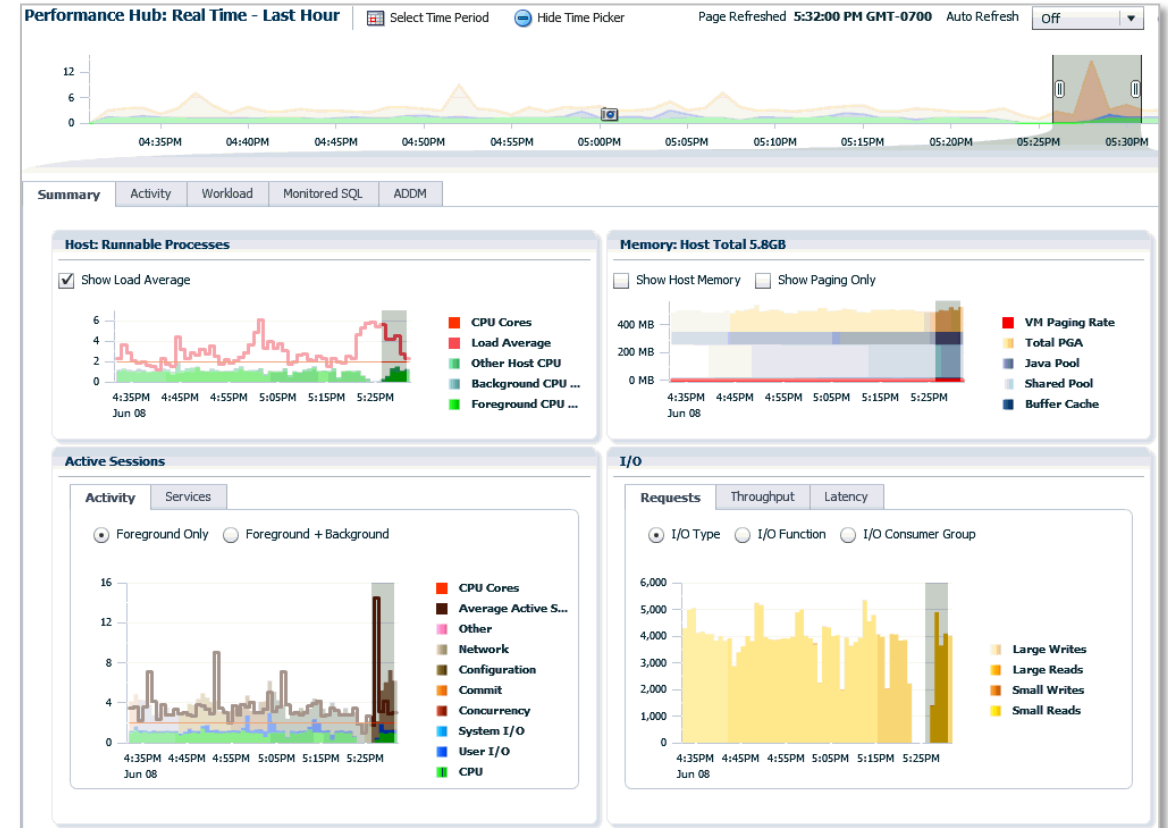 Performance Hub: Real Time - Last Hour Select Time Period Hide Time Picker Page Refreshed 5:32:00 PM GMT-0700 Auto Refresh Off
12
6
0
04:35PM 04:40PM 04:45PM 04:50PM 04:55PM 05:00PM 05:05PM 05:10PM 05:15PM 05:20PM 05:25PM 05:30PM
Summary Activity Workload Monitored SQL ADDM
Host: Runnable Processes
Show Load Average
6
4
2
0
4:35PM 4:45PM 4:55PM 5:05PM 5:15PM 5:25PM
Jun 08
CPU Cores
Load Average
Other Host CPU
Background CPU ...
Foreground CPU ...
Memory: Host Total 5.8GB
Show Host Memory Show Paging Only
400 MB
200 MB
0 MB
4:35PM 4:45PM 4:55PM 5:05PM 5:15PM 5:25PM
Jun 08
VM Paging Rate
Total PGA
Java Pool
Shared Pool
Buffer Cache
Active Sessions
Activity Services
Foreground Only Foreground + Background
16
12
8
4
0
4:35PM 4:45PM 4:55PM 5:05PM 5:15PM 5:25PM
Jun 08
CPU Cores
Average Active S...
Other
Network
Configuration
Commit
Concurrency
System I/O
User I/O
CPU
I/O
Requests Throughput Latency
I/O Type I/O Function I/O Consumer Group
6,000
5,000
4,000
3,000
2,000
1,000
0
4:35PM 4:45PM 4:55PM 5:05PM 5:15PM 5:25PM
Jun 08
Large Writes
Large Reads
Small Writes
Small Reads